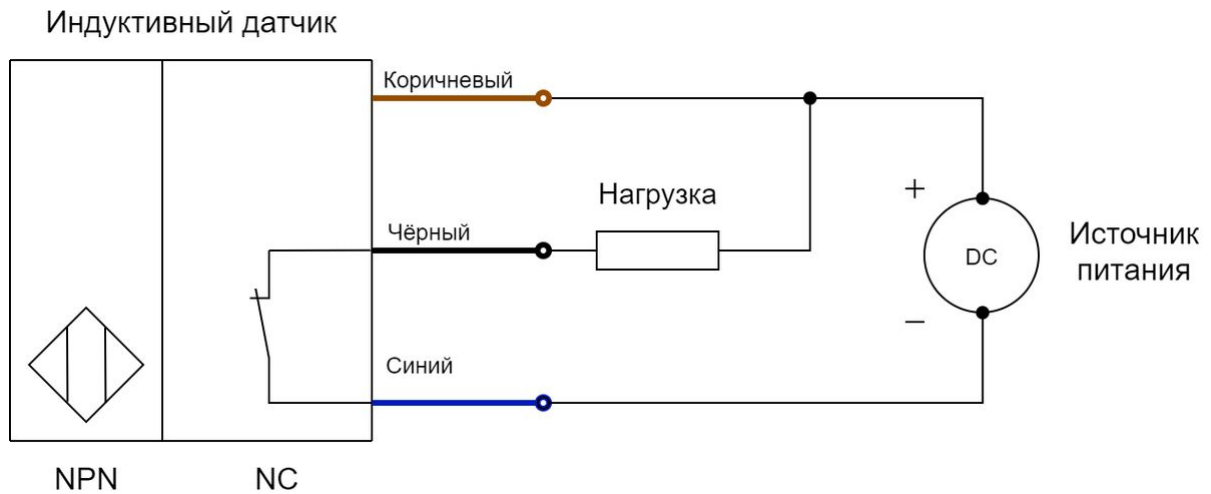 Индуктивный датчик
Коричневый
Нагрузка
+
Чёрный
Источник
питания
DC
−
Синий
NPN
NC